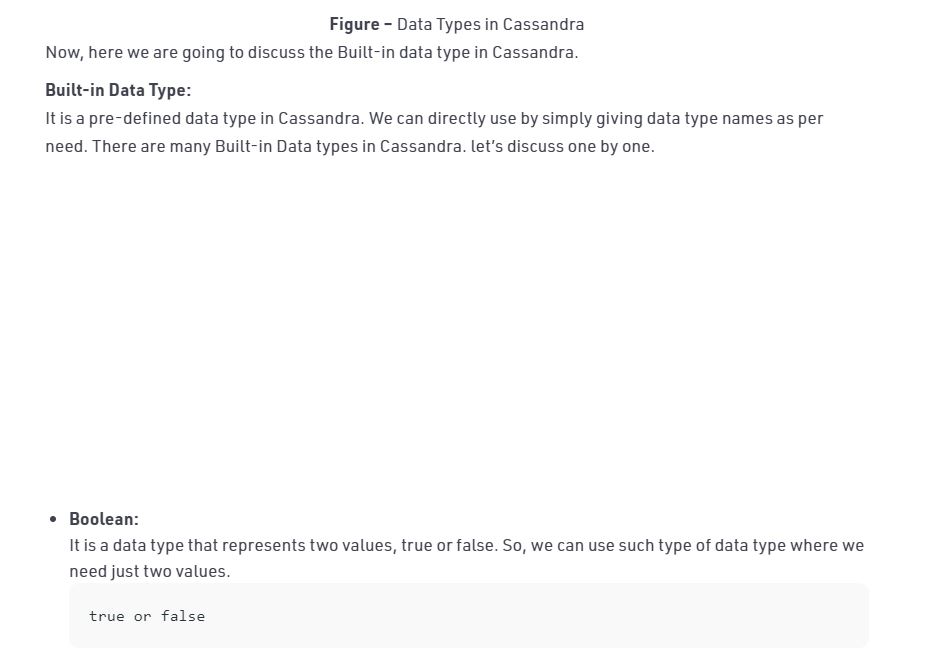 Figure – Data Types in Cassandra
Now, here we are going to discuss the Built-in data type in Cassandra.
Built-in Data Type:
It is a pre-defined data type in Cassandra. We can directly use by simply giving data type names as per
need. There are many Built-in Data types in Cassandra. let's discuss one by one.
• Boolean:
It is a data type that represents two values, true or false. So, we can use such type of data type where we
need just two values.
true or false